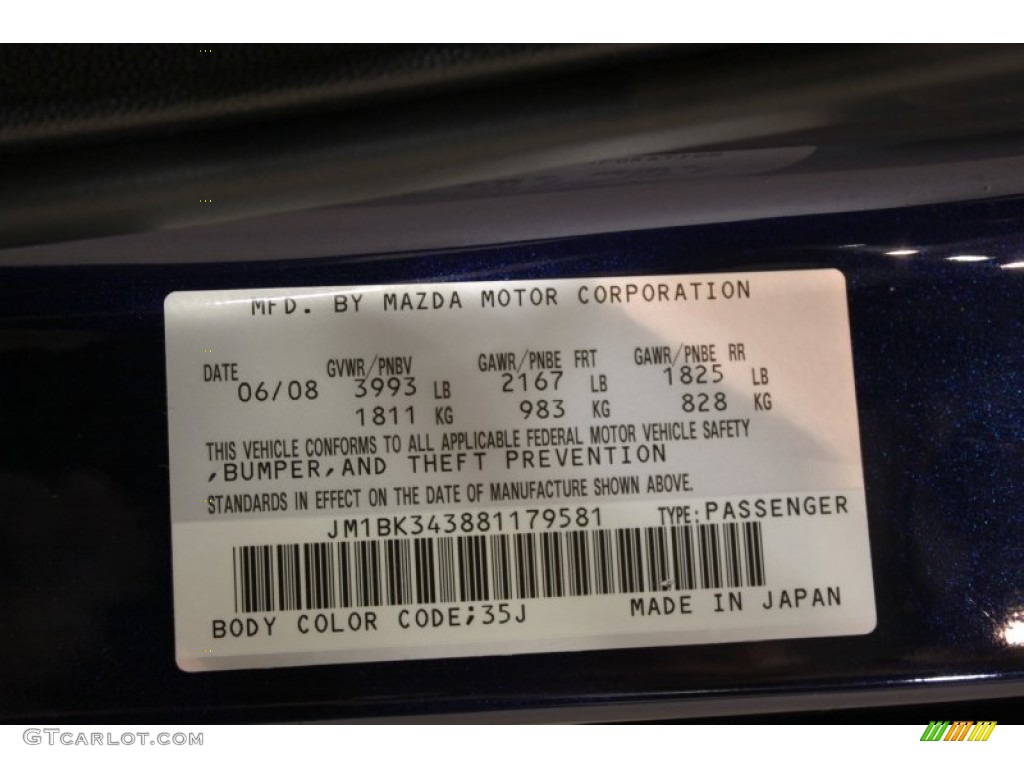 MFD. BY MAZDA MOTOR CORPORATION
DATE GVWR/PNBV GAWR/PNBE FRT GAWR/PNBE RR
06/08 3993 LB 2167 LB 1825 LB
1811 KG 983 KG 828 KG
THIS VEHICLE CONFORMS TO ALL APPLICABLE FEDERAL MOTOR VEHICLE SAFETY
,BUMPER,AND THEFT PREVENTION
STANDARDS IN EFFECT ON THE DATE OF MANUFACTURE SHOWN ABOVE.
JM1BK343881179581 TYPE:PASSENGER
BODY COLOR CODE;35J MADE IN JAPAN
GTCarLot.com